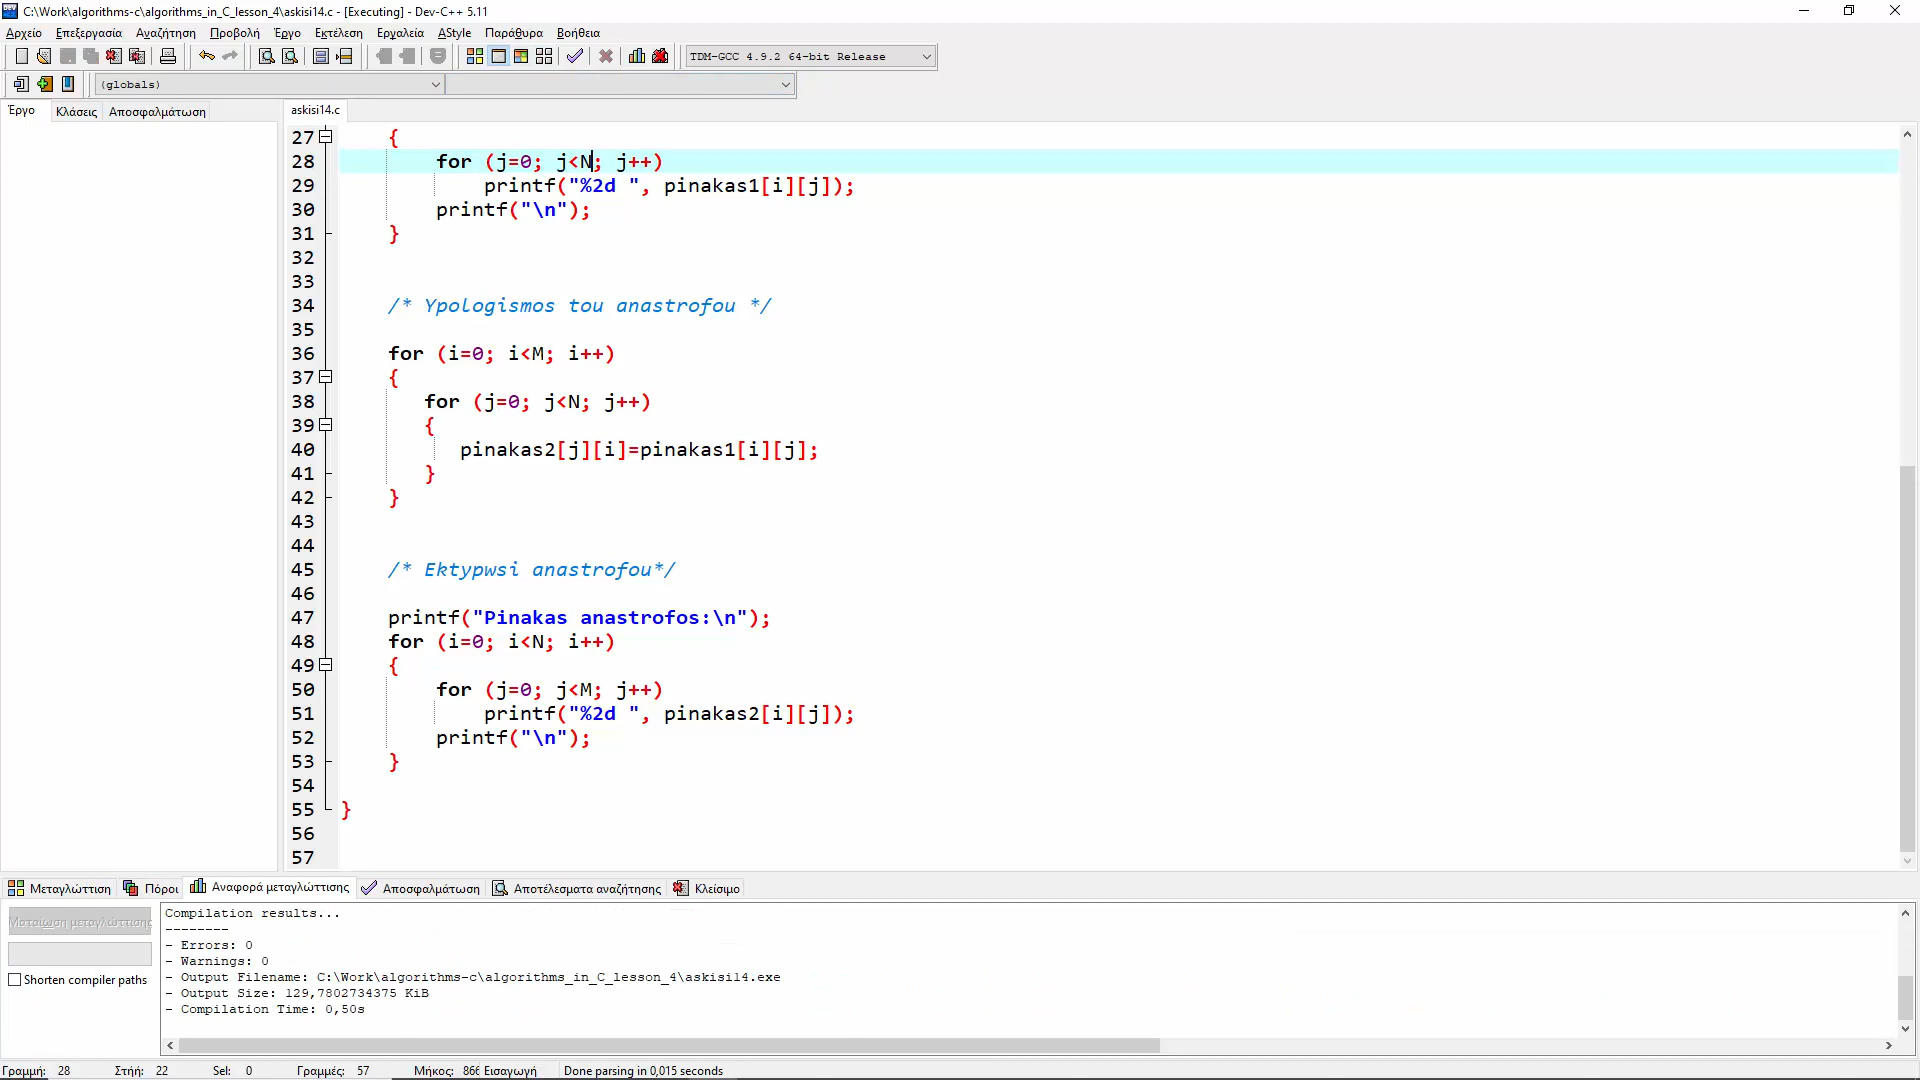 C:\Work\algorithms-c\algorithms_in_C_lesson_4\askisi14.c - [Executing] - Dev-C++ 5.11
Αρχείο Επεξεργασία Αναζήτηση Προβολή Έργο Εκτέλεση Εργαλεία AStyle Παράθυρα Βοήθεια
TDM-GCC 4.9.2 64-bit Release
(globals)
Έργο Κλάσεις Αποσφαλμάτωση
askisi14.c
27 {
28 for (j=0; j<N; j++)
29 printf("%2d ", pinakas1[i][j]);
30 printf("\n");
31 }
32
33
34 /* Ypologismos tou anastrofou */
35
36 for (i=0; i<M; i++)
37 {
38 for (j=0; j<N; j++)
39 {
40 pinakas2[j][i]=pinakas1[i][j];
41 }
42 }
43
44
45 /* Ektypwsi anastrofou*/
46
47 printf("Pinakas anastrofos:\n");
48 for (i=0; i<N; i++)
49 {
50 for (j=0; j<M; j++)
51 printf("%2d ", pinakas2[i][j]);
52 printf("\n");
53 }
54
55 }
56
57
Μεταγλώττιση Πόροι Αναφορά μεταγλώττισης Αποσφαλμάτωση Αποτέλεσματα αναζήτησης Κλείσιμο
Ματαίωση μεταγλώττισης
Shorten compiler paths
Compilation results...
--------
- Errors: 0
- Warnings: 0
- Output Filename: C:\Work\algorithms-c\algorithms_in_C_lesson_4\askisi14.exe
- Output Size: 129,7802734375 KiB
- Compilation Time: 0,50s
Γραμμή: 28 Στήή: 22 Sel: 0 Γραμμές: 57 Μήκος: 866 Εισαγωγή Done parsing in 0,015 seconds